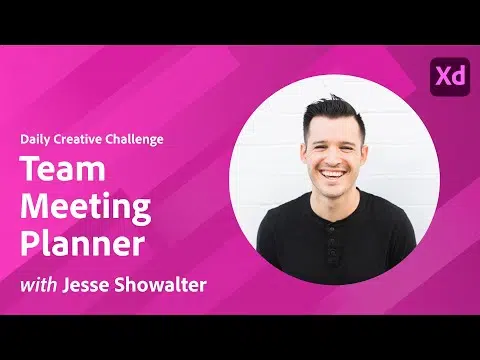 Xd
Daily Creative Challenge
Team
Meeting
Planner
with Jesse Showalter